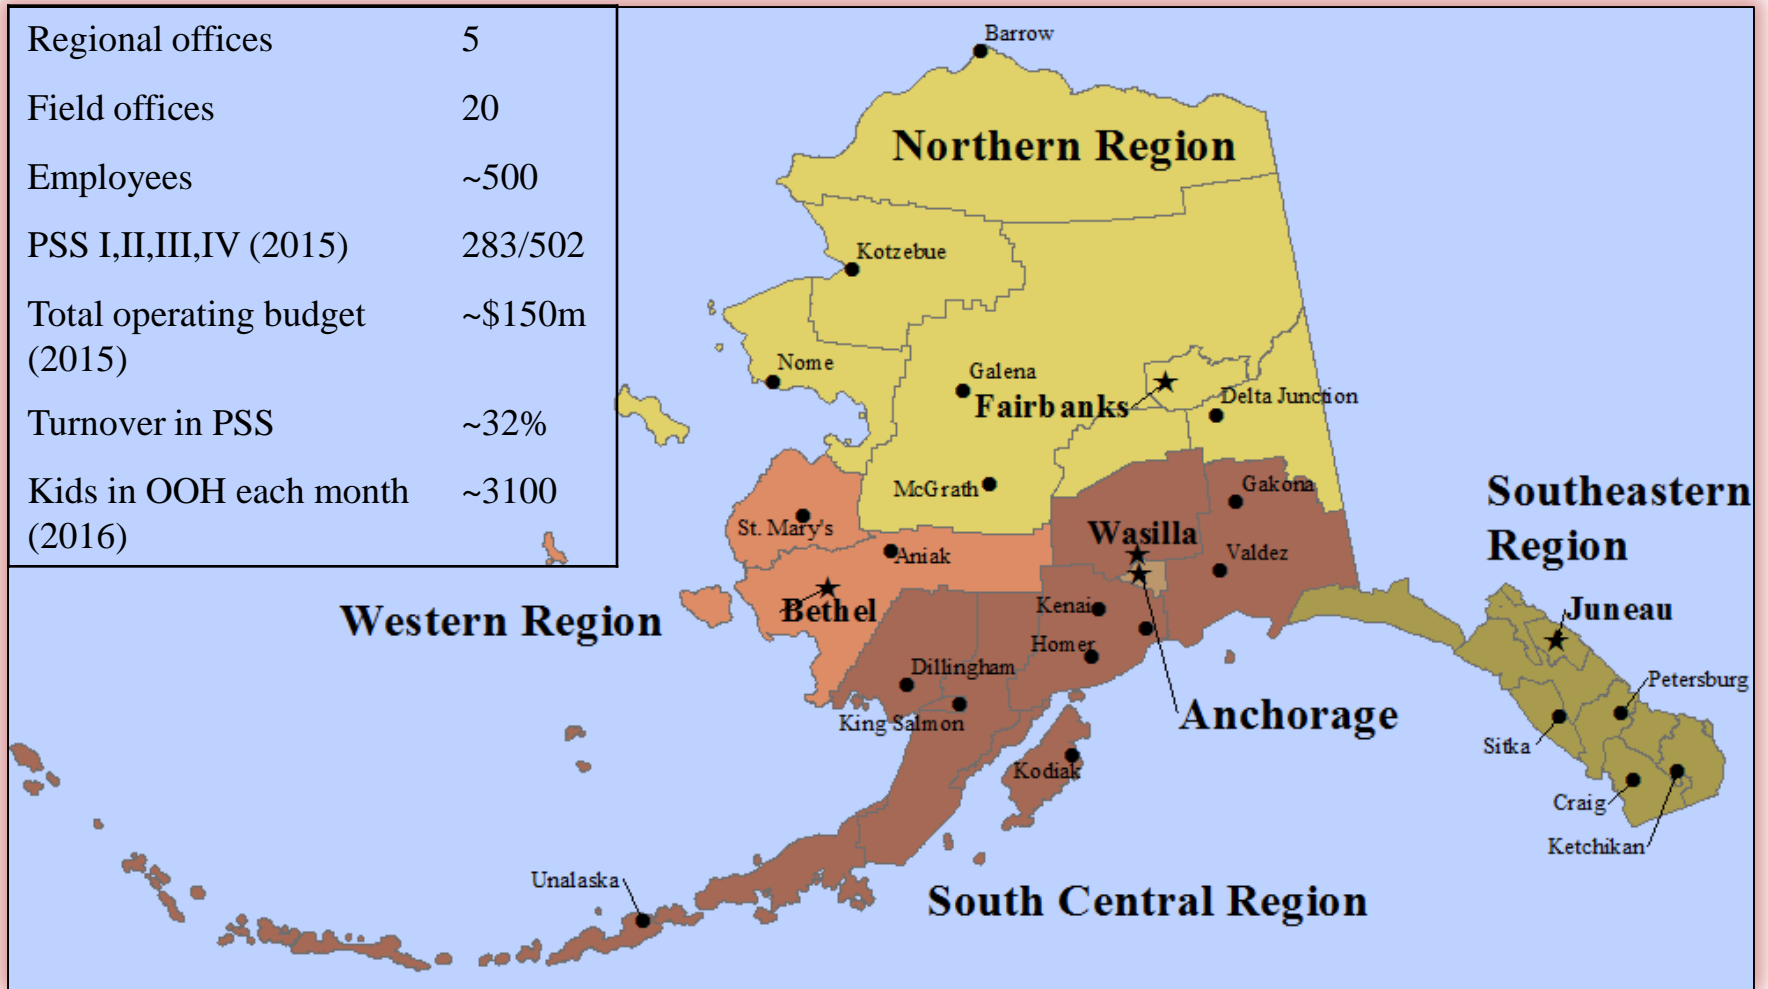 Regional offices 5
Field offices 20
Employees ~500
PSS I,II,III,IV (2015) 283/502
Total operating budget ~$150m
(2015)
Turnover in PSS ~32%
Kids in OOH each month ~3100
(2016)
Barrow
Northern Region
Kotzebue
Nome
Galena
Fairbanks
Delta Junction
McGrath
Gakona
St. Mary's
Wasilla
Aniak
Valdez
Southeastern
Region
Western Region
Bethel
Kenai
Homer
Juneau
Dillingham
King Salmon
Anchorage
Petersburg
Sitka
Kodiak
Craig
Ketchikan
Unalaska
South Central Region